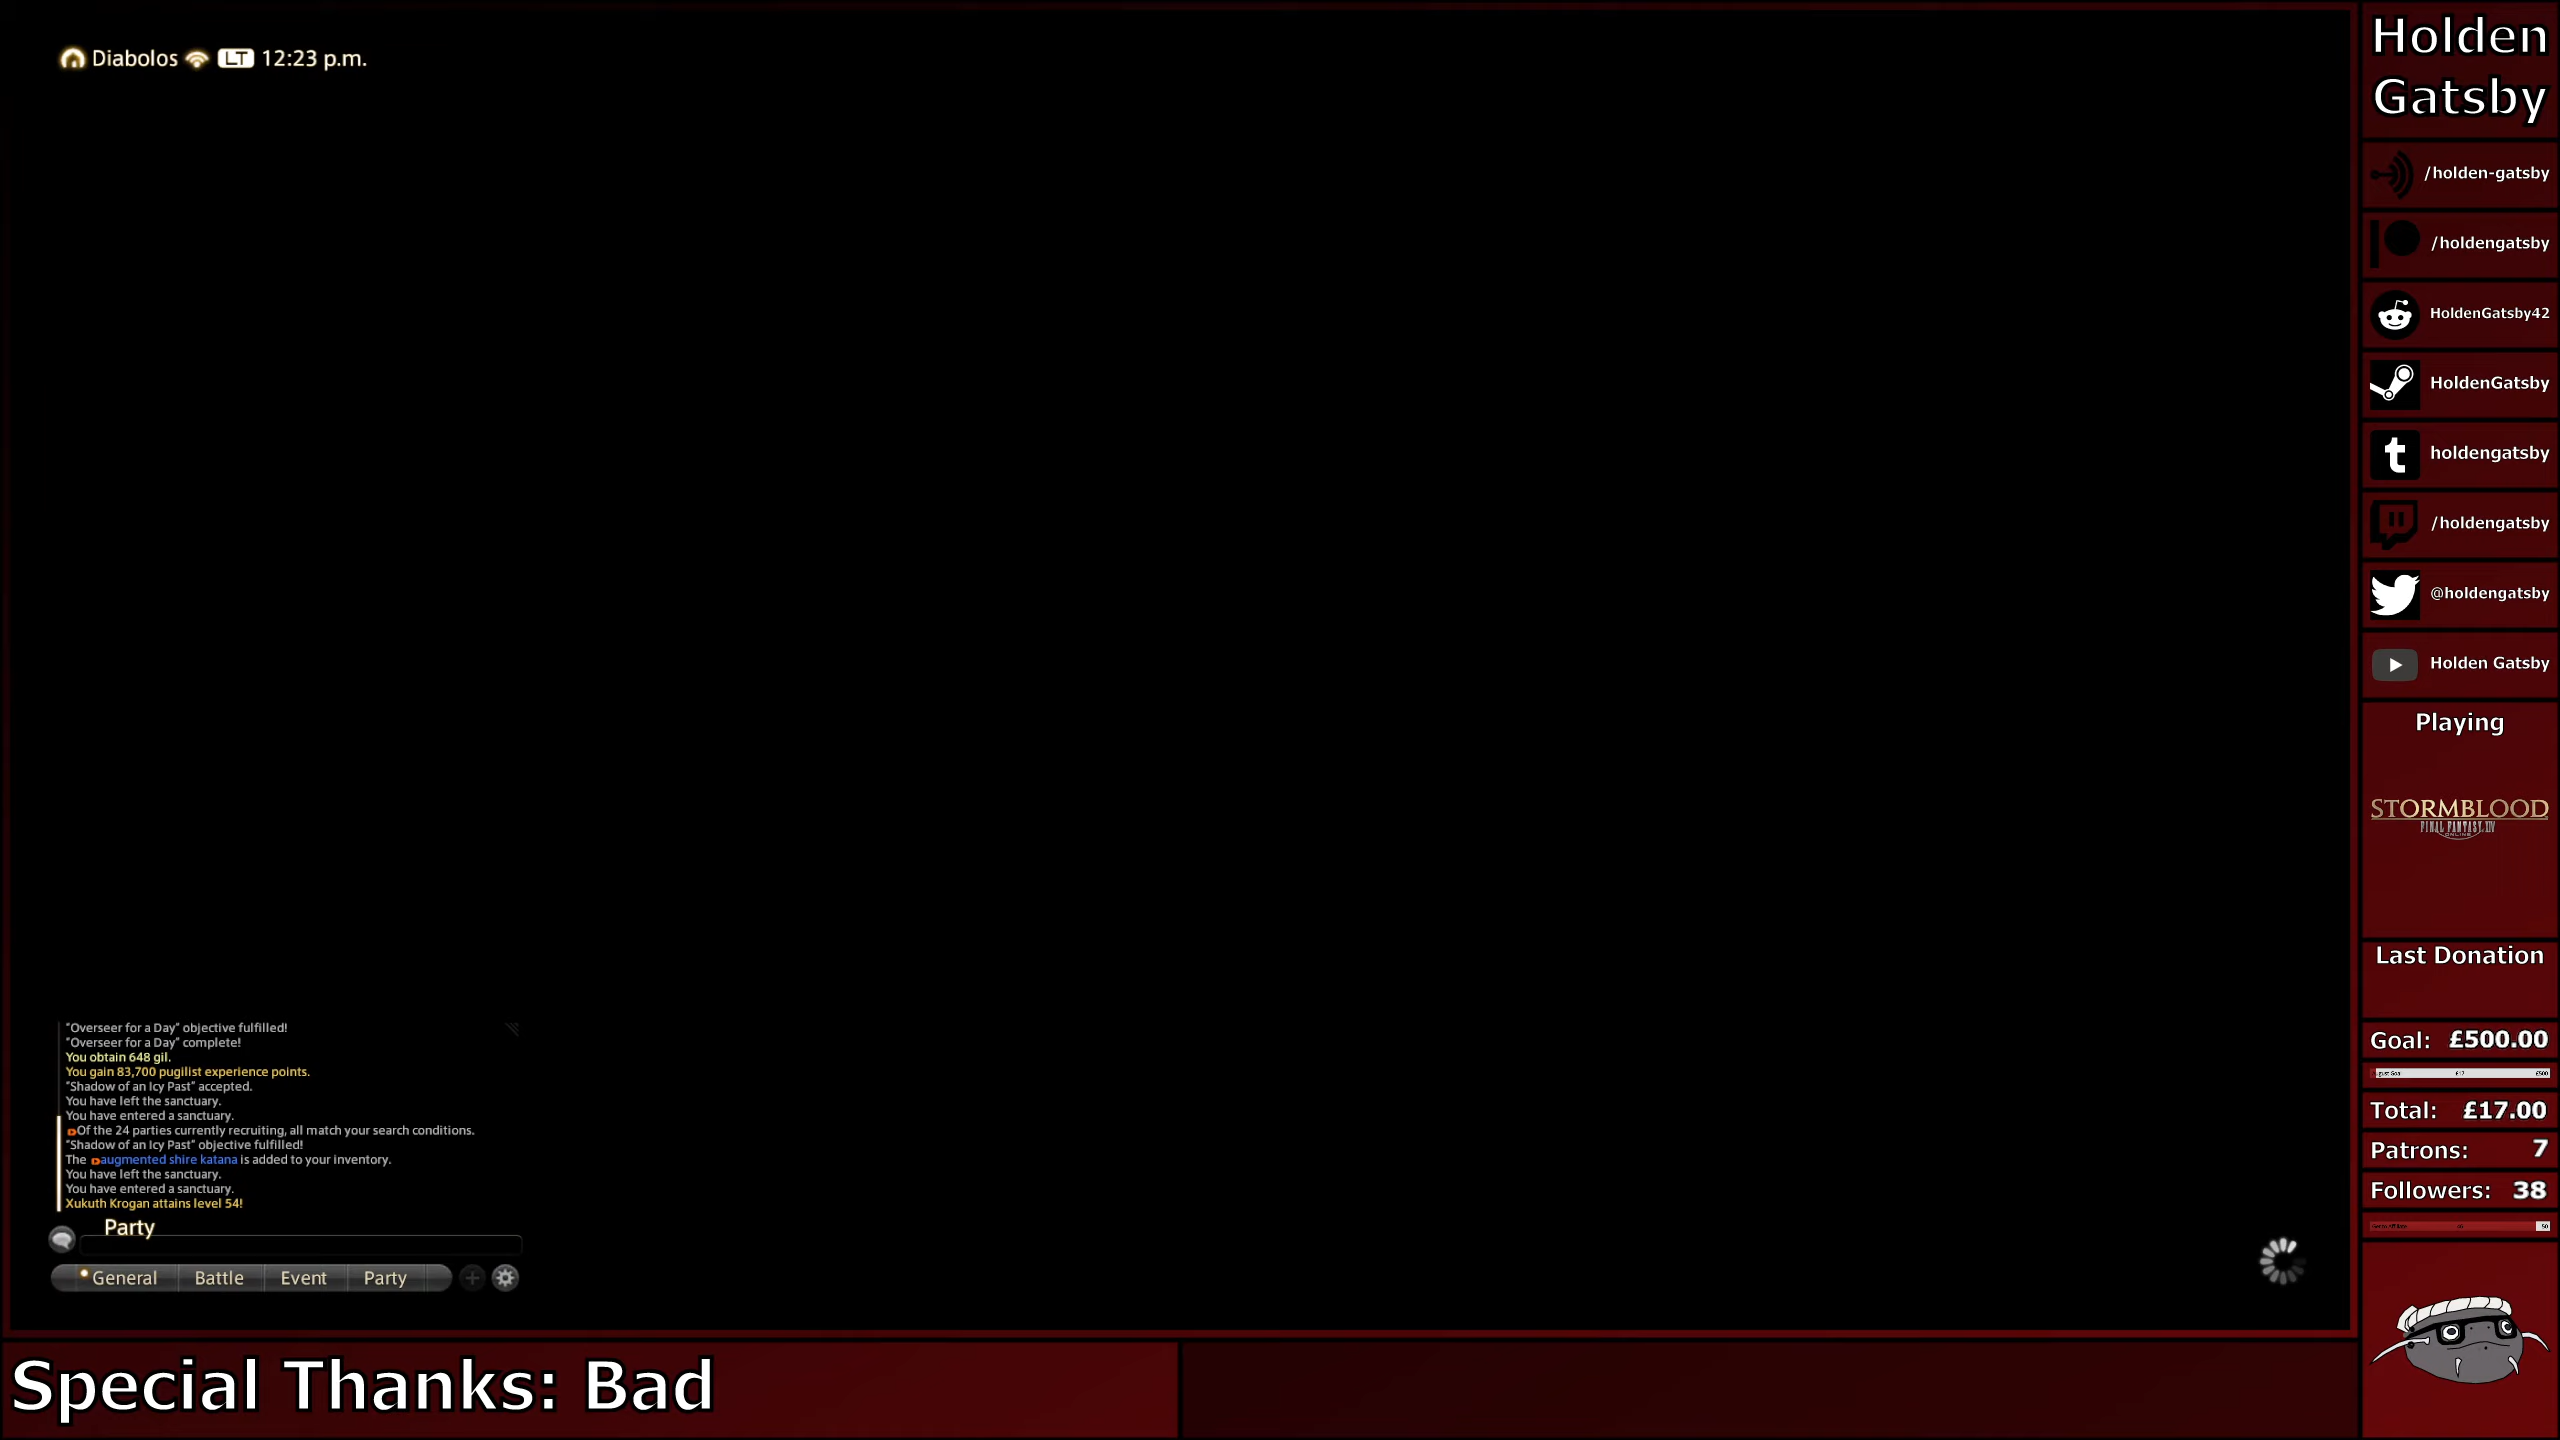 Diabolos LT 12:23 p.m.
"Overseer for a Day" objective fulfilled!
"Overseer for a Day" complete!
You obtain 648 gil.
You gain 83,700 pugilist experience points.
"Shadow of an Icy Past" accepted.
You have left the sanctuary.
You have entered a sanctuary.
Of the 24 parties currently recruiting, all match your search conditions.
"Shadow of an Icy Past" objective fulfilled!
The augmented shire katana is added to your inventory.
You have left the sanctuary.
You have entered a sanctuary.
Xukuth Krogan attains level 54!
Party
General Battle Event Party
Special Thanks: Bad
Holden
Gatsby
/holden-gatsby
/holdengatsby
HoldenGatsby42
HoldenGatsby
holdengatsby
/holdengatsby
@holdengatsby
Holden Gatsby
Playing
STORMBLOOD
FINAL FANTASY XIV
ONLINE
Last Donation
Goal: £500.00
£17 £500
Total: £17.00
Patrons: 7
Followers: 38
50